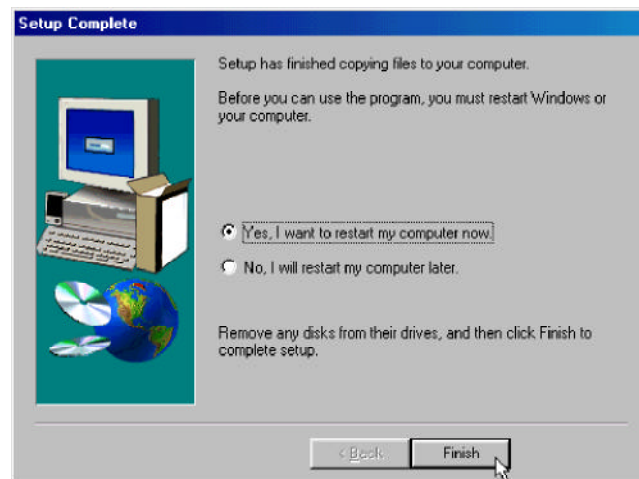 Setup Complete
Setup has finished copying files to your computer.
Before you can use the program, you must restart Windows or
your computer.
Yes, I want to restart my computer now.
No, I will restart my computer later.
Remove any disks from their drives, and then click Finish to
complete setup.
< Back
Finish